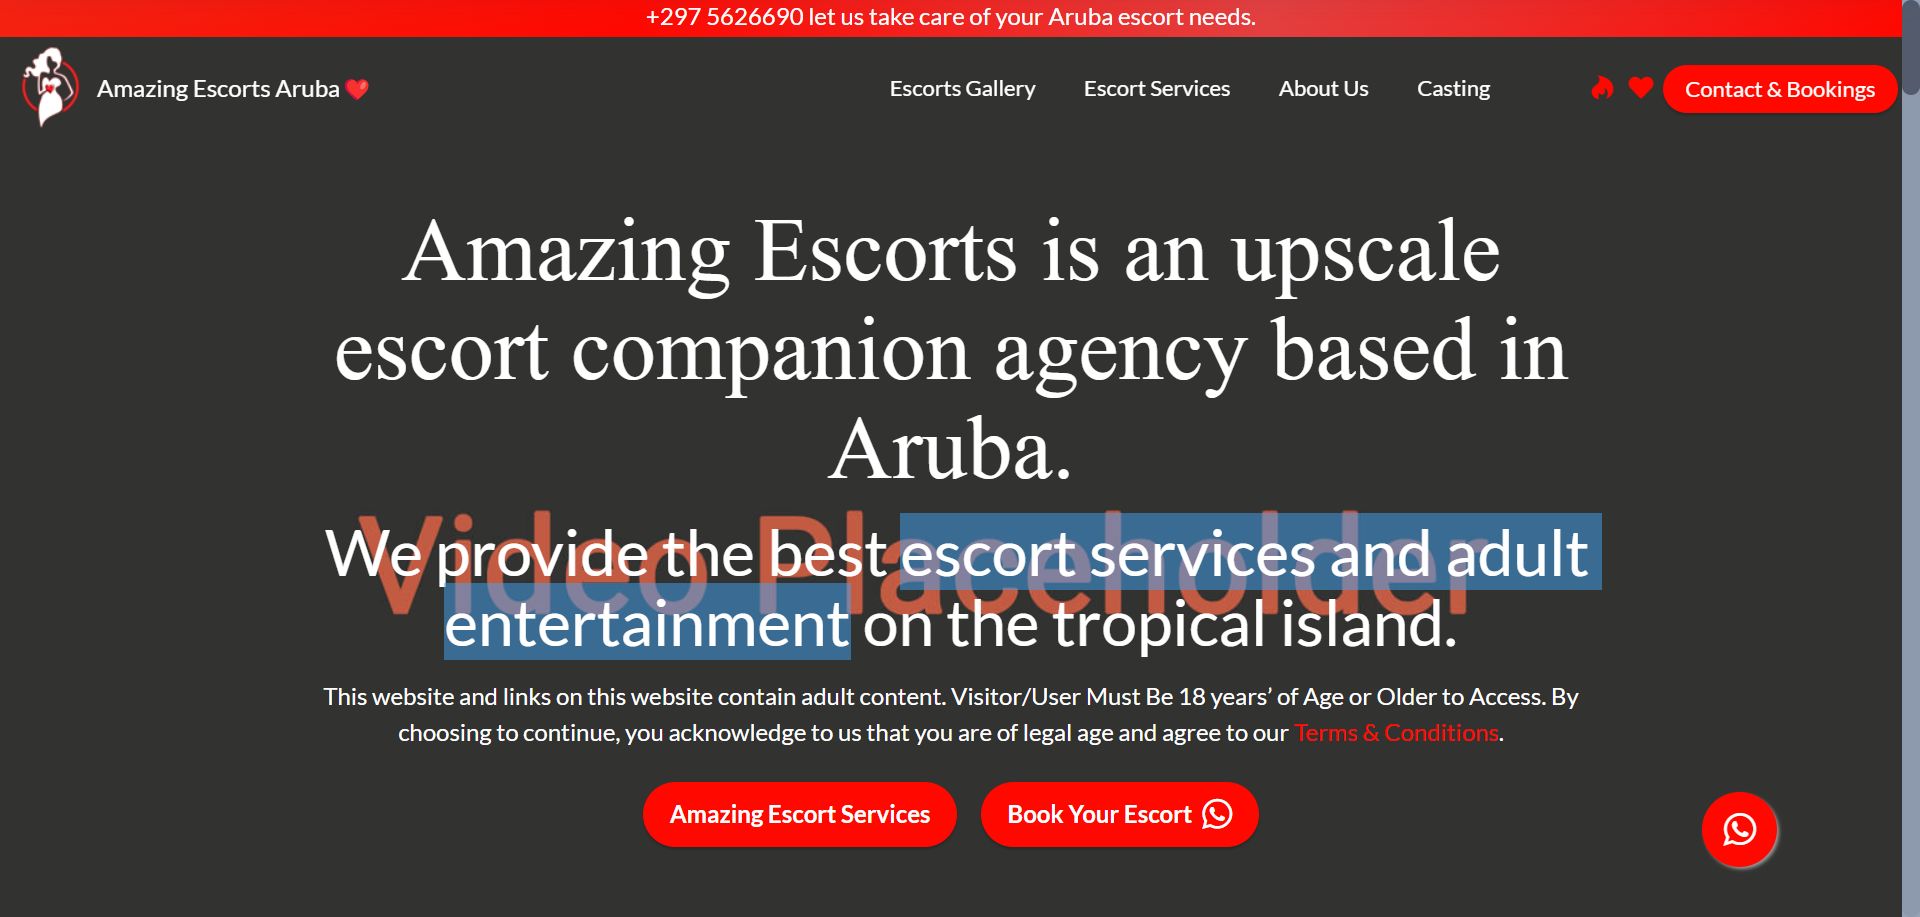 +297 5626690 let us take care of your Aruba escort needs.
Amazing Escorts Aruba
Escorts Gallery
Escort Services
About Us
Casting
Contact & Bookings
Amazing Escorts is an upscale
escort companion agency based in
Aruba.
Video Placeholder
We provide the best escort services and adult
entertainment on the tropical island.
This website and links on this website contain adult content. Visitor/User Must Be 18 years’ of Age or Older to Access. By
choosing to continue, you acknowledge to us that you are of legal age and agree to our Terms & Conditions.
Amazing Escort Services
Book Your Escort